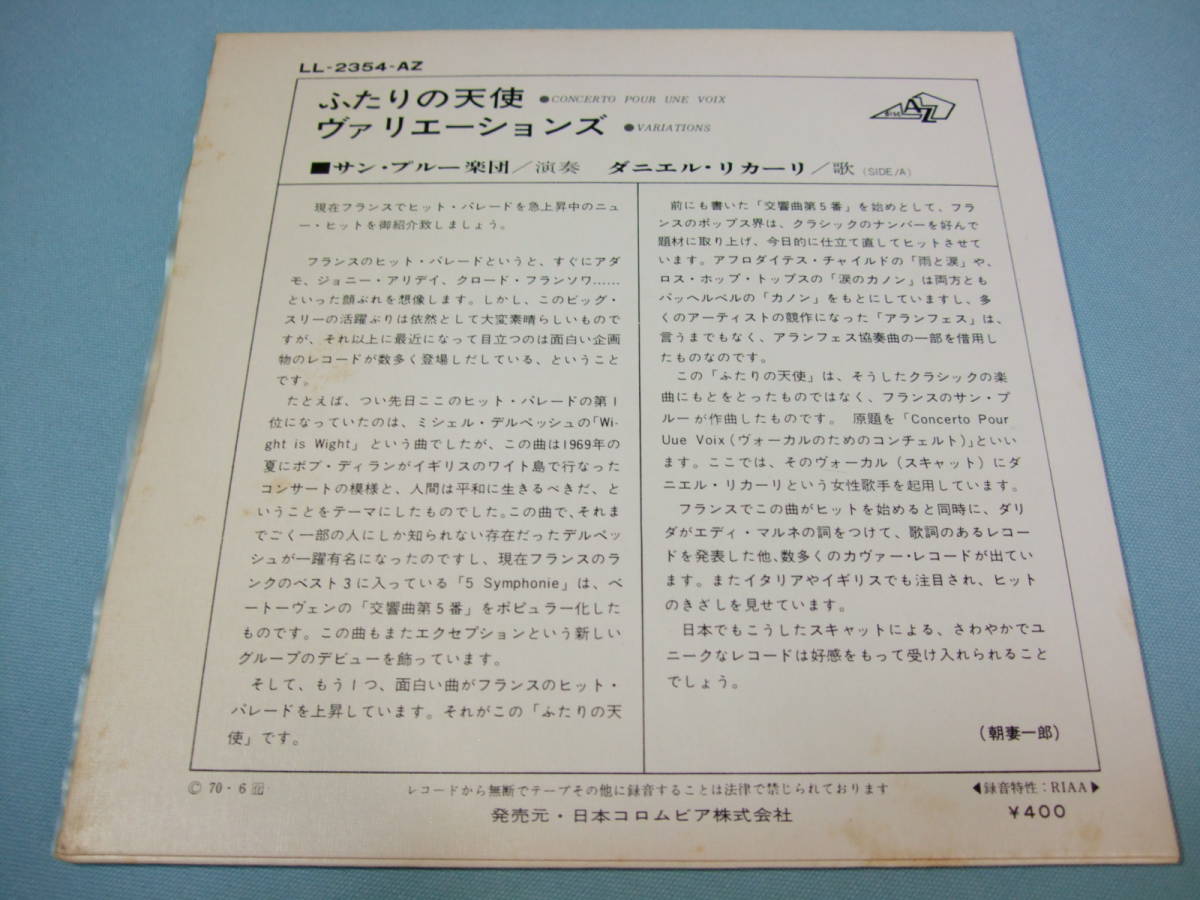 LL-2354-AZ
ふたりの天使 ●CONCERTO POUR UNE VOIX
ヴァリエーションズ ●VARIATIONS
disc AZ
■サン・プルー楽団/演奏 ダニエル・リカーリ/歌(SIDE/A)
現在フランスでヒット・パレードを急上昇中のニュ
ー・ヒットを御紹介致しましょう。
フランスのヒット・パレードというと、すぐにアダ
モ、ジョニー・アリデイ、クロード・フランソワ……
といった顔ぶれを想像します。しかし、このビッグ・
スリーの活躍ぶりは依然として大変素晴らしいもので
すが、それ以上に最近になって目立つのは面白い企画
物のレコードが数多く登場しだしている、ということ
です。
たとえば、つい先日ここのヒット・パレードの第1
位になっていたのは、ミシェル・デルペッシュの「Wi-
ght is Wight」という曲でしたが、この曲は1969年の
夏にボブ・ディランがイギリスのワイト島で行なった
コンサートの模様と、人間は平和に生きるべきだ、と
いうことをテーマにしたものでした。この曲で、それま
でごく一部の人にしか知られない存在だったデルペッ
シュが一躍有名になったのですし、現在フランスのラ
ンクのベスト3に入っている「5 Symphonie」は、ベ
ートーヴェンの「交響曲第5番」をポピュラー化した
ものです。この曲もまたエクセプションという新しい
グループのデビューを飾っています。
そして、もう1つ、面白い曲がフランスのヒット・
パレードを上昇しています。それがこの「ふたりの天
使」です。
前にも書いた「交響曲第5番」を始めとして、フラ
ンスのポップス界は、クラシックのナンバーを好んで
題材に取り上げ、今日的に仕立て直してヒットさせて
います。アフロダイテス・チャイルドの「雨と涙」や、
ロス・ポップ・トップスの「涙のカノン」は両方とも
パッヘルベルの「カノン」をもとにしていますし、多
くのアーティストの競作になった「アランフェス」は、
言うまでもなく、アランフェス協奏曲の一部を借用し
たものなのです。
この「ふたりの天使」は、そうしたクラシックの楽
曲にもとをとったものではなく、フランスのサン・プ
ルーが作曲したものです。原題を「Concerto Pour
Uue Voix(ヴォーカルのためのコンチェルト)」といい
ます。ここでは、そのヴォーカル(スキャット)にダ
ニエル・リカーリという女性歌手を起用しています。
フランスでこの曲がヒットを始めると同時に、ダリ
ダがエディ・マルネの詞をつけて、歌詞のあるレコー
ドを発表した他、数多くのカヴァー・レコードが出てい
ます。またイタリアやイギリスでも注目され、ヒット
のきざしを見せています。
日本でもこうしたスキャットによる、さわやかでユ
ニークなレコードは好感をもって受け入れられること
でしょう。
(朝妻一郎)
Ⓒ 70・6
レコードから無断でテープその他に録音することは法律で禁じられております
◀録音特性:RIAA▶
発売元・日本コロムビア株式会社
¥400